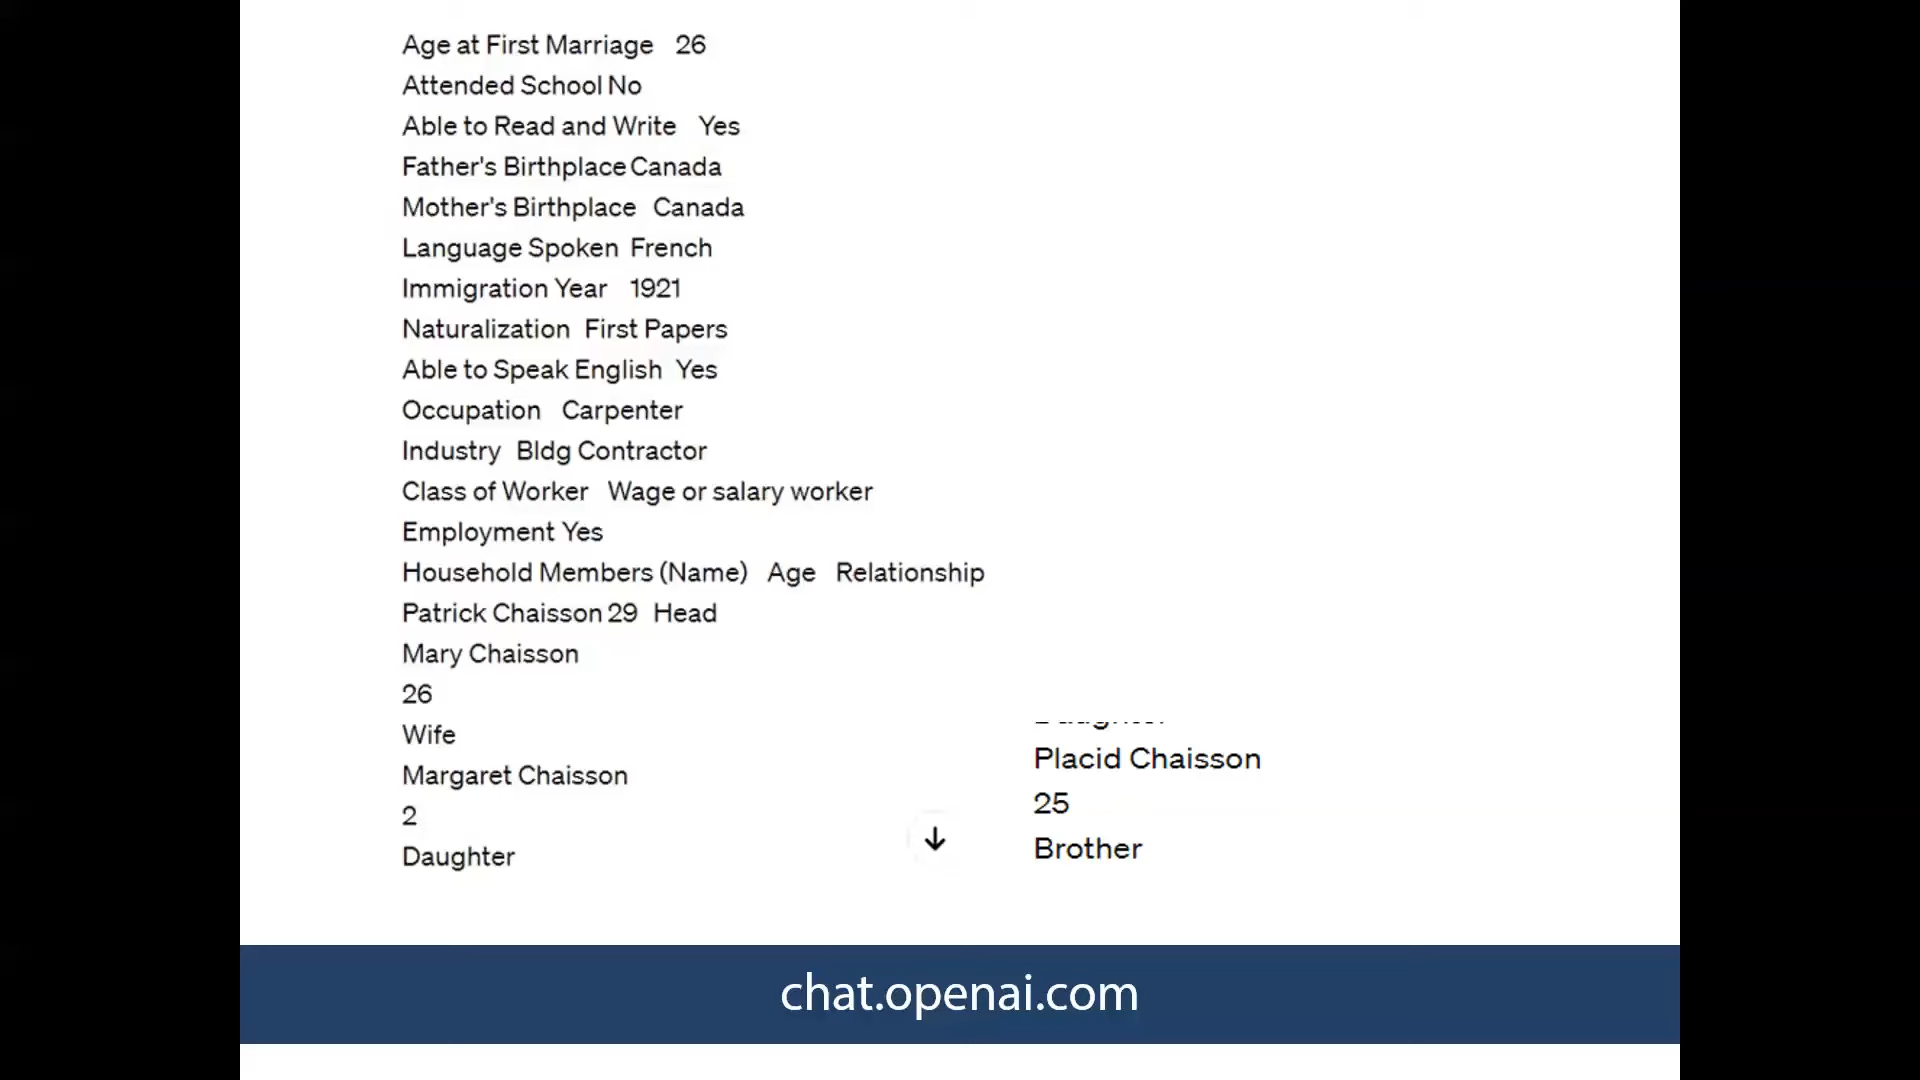 Age at First Marriage 26
Attended School No
Able to Read and Write Yes
Father's Birthplace Canada
Mother's Birthplace Canada
Language Spoken French
Immigration Year 1921
Naturalization First Papers
Able to Speak English Yes
Occupation Carpenter
Industry Bldg Contractor
Class of Worker Wage or salary worker
Employment Yes
Household Members (Name) Age Relationship
Patrick Chaisson 29 Head
Mary Chaisson
26
Wife
Margaret Chaisson
2
Daughter
Placid Chaisson
25
Brother
chat.openai.com